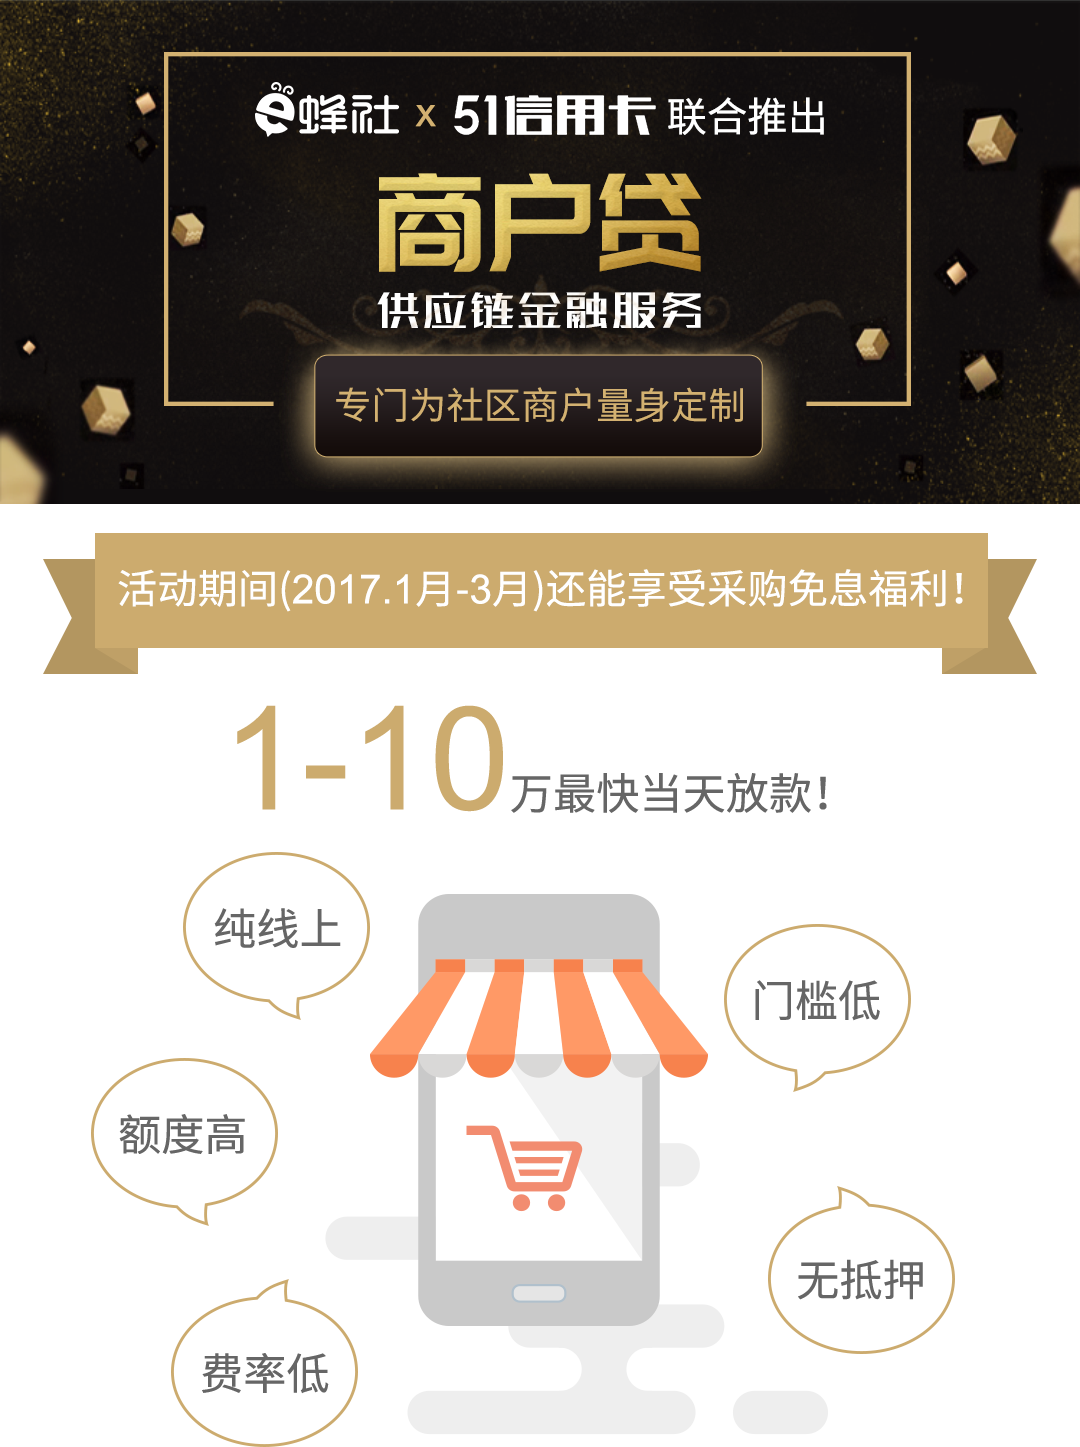 e蜂社 x 51信用卡 联合推出
商户贷
供应链金融服务
专门为社区商户量身定制
活动期间(2017.1月-3月)还能享受采购免息福利！
1-10万最快当天放款！
纯线上
门槛低
额度高
无抵押
费率低